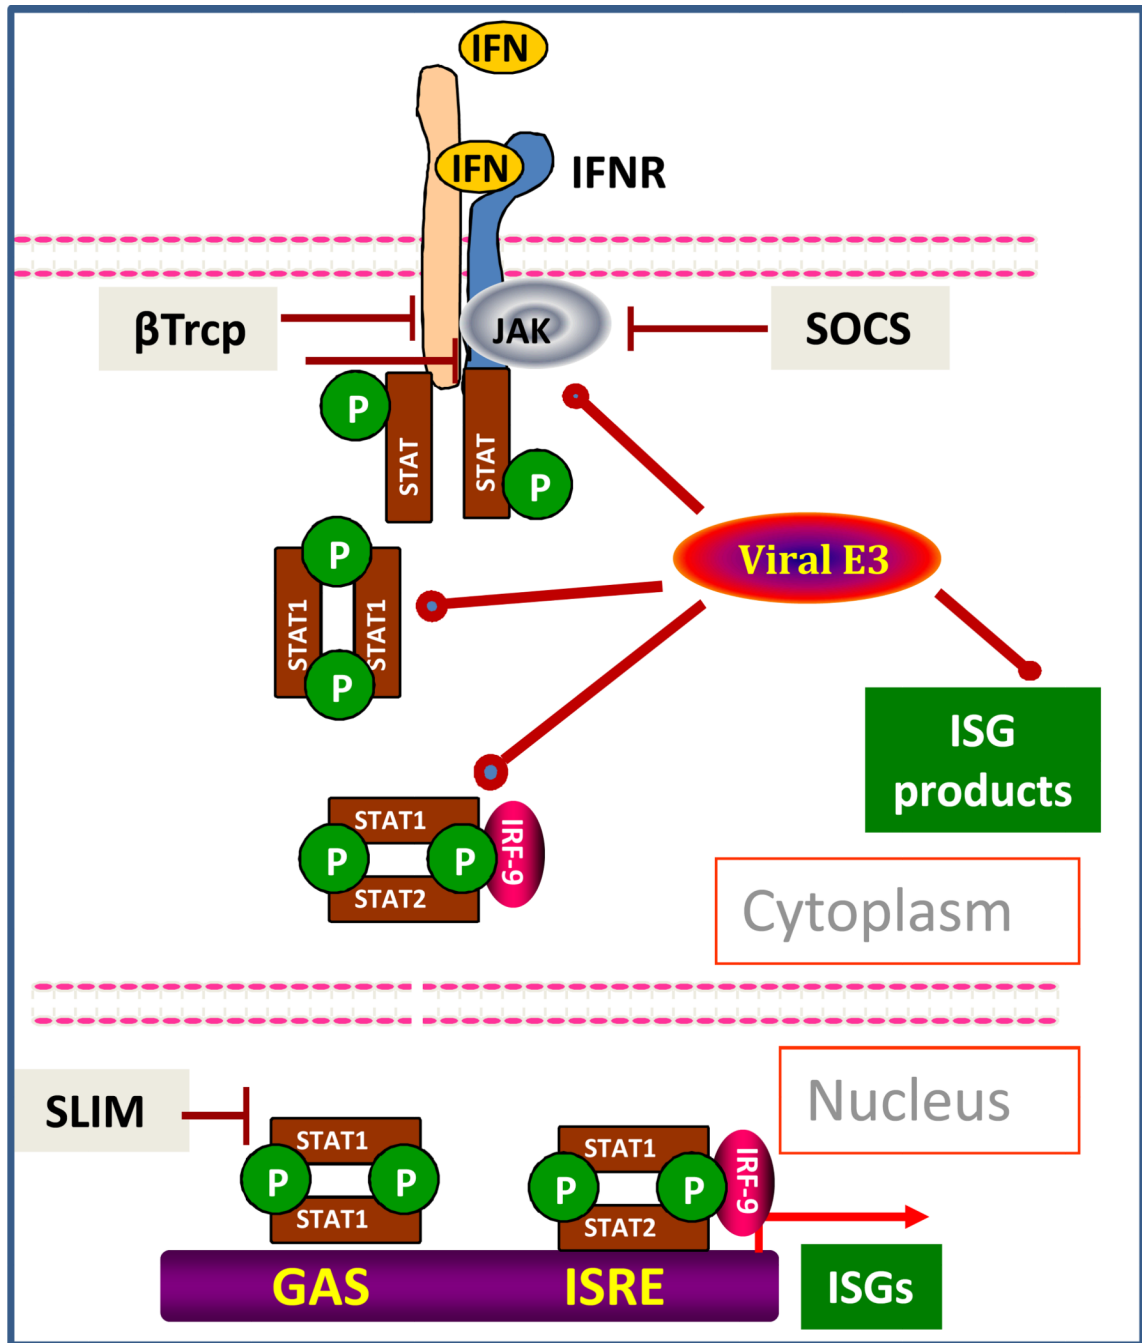 IFN
IFN
IFNR
βTrcp
JAK
SOCS
P
STAT
STAT
P
P
STAT1
STAT1
P
Viral E3
ISG
products
STAT1
P
P
IRF-9
STAT2
Cytoplasm
Nucleus
SLIM
STAT1
P
P
STAT1
STAT1
P
P
IRF-9
STAT2
GAS
ISRE
ISGs